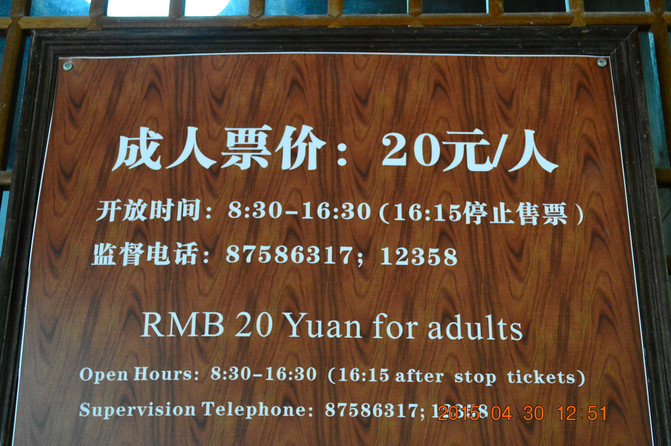 成人票价：20元/人
开放时间：8:30-16:30（16:15停止售票）
监督电话：87586317；12358
RMB 20 Yuan for adults
Open Hours: 8:30-16:30 (16:15 after stop tickets)
Supervision Telephone: 87586317; 12358
2015 04 30 12:51